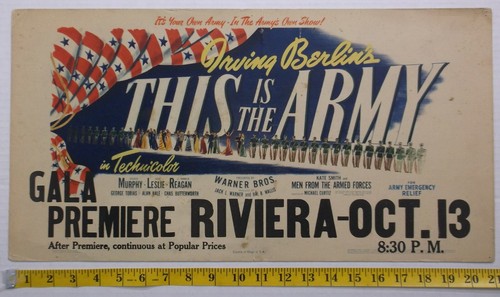 It's Your Own Army - In The Army's Own Show!
Irving Berlin's
THIS IS THE ARMY
in Technicolor
MURPHY - LESLIE - REAGAN
GEORGE TOBIAS · ALAN HALE · CHAS. BUTTERWORTH
WARNER BROS.
JACK L. WARNER and HAL B. WALLIS
KATE SMITH
MEN FROM THE ARMED FORCES
MICHAEL CURTIZ
ARMY EMERGENCY
RELIEF
GALA
PREMIERE RIVIERA-OCT. 13
After Premiere, continuous at Popular Prices
8:30 P. M.
1 2 3 4 5 6 7 8 9 10 11 12 13 14 15 16 17 18 19 20 21 22